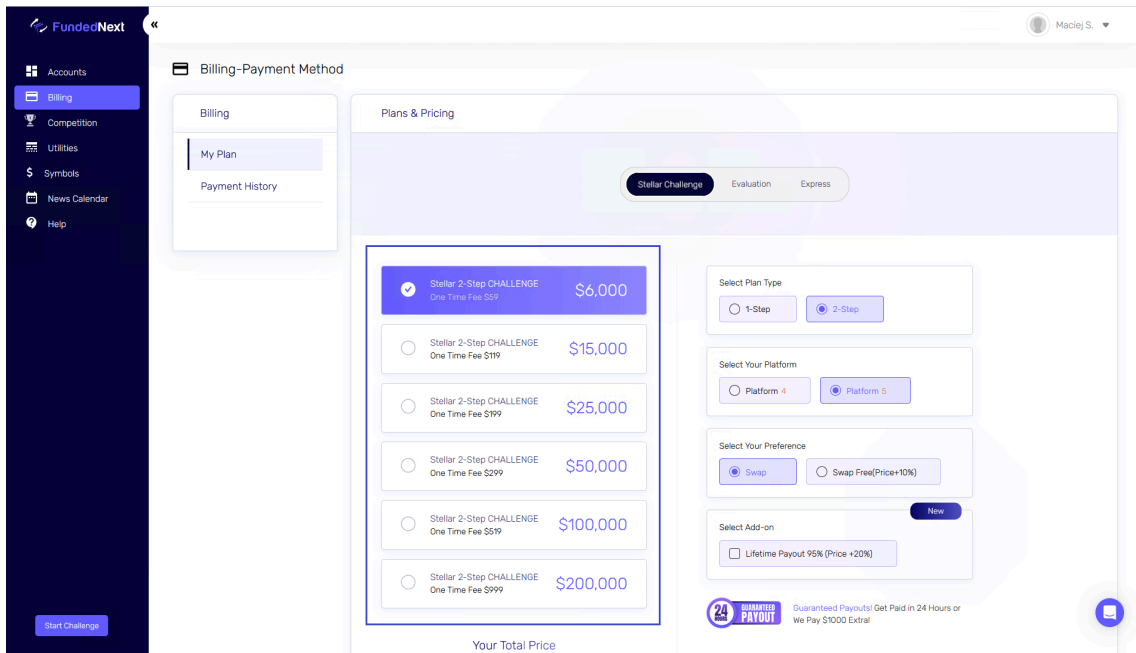 FundedNext
«
Maciej S.
Accounts
Billing
Competition
Utilities
$ Symbols
News Calendar
Help
Start Challenge
Billing-Payment Method
Billing
My Plan
Payment History
Plans & Pricing
Stellar Challenge Evaluation Express
Stellar 2-Step CHALLENGE
One Time Fee $59
$6,000
Stellar 2-Step CHALLENGE
One Time Fee $119
$15,000
Stellar 2-Step CHALLENGE
One Time Fee $199
$25,000
Stellar 2-Step CHALLENGE
One Time Fee $299
$50,000
Stellar 2-Step CHALLENGE
One Time Fee $519
$100,000
Stellar 2-Step CHALLENGE
One Time Fee $999
$200,000
Your Total Price
Select Plan Type
1-Step 2-Step
Select Your Platform
Platform 4 Platform 5
Select Your Preference
Swap Swap Free(Price+10%)
New
Select Add-on
Lifetime Payout 95% (Price +20%)
24 HOURS GUARANTEED PAYOUT
Guaranteed Payouts! Get Paid in 24 Hours or
We Pay $1000 Extra!